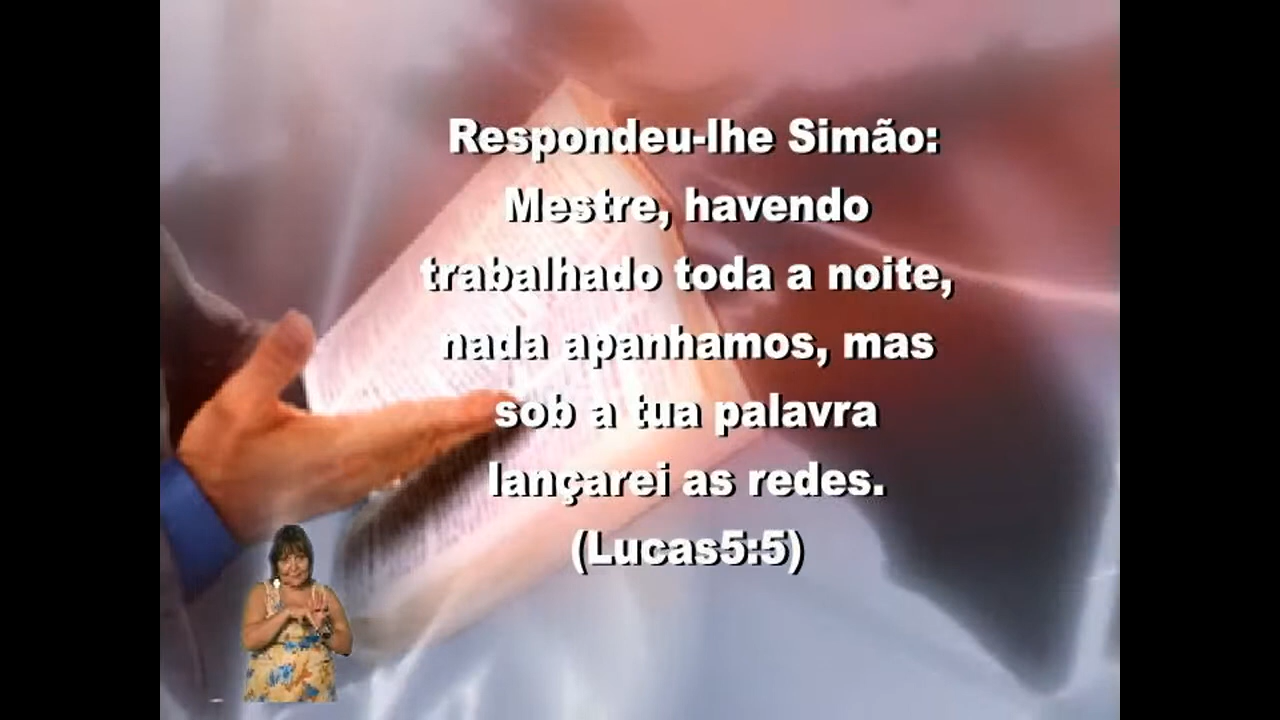 Respondeu-lhe Simão:
Mestre, havendo
trabalhado toda a noite,
nada apanhamos, mas
sob a tua palavra
lançarei as redes.
(Lucas5:5)